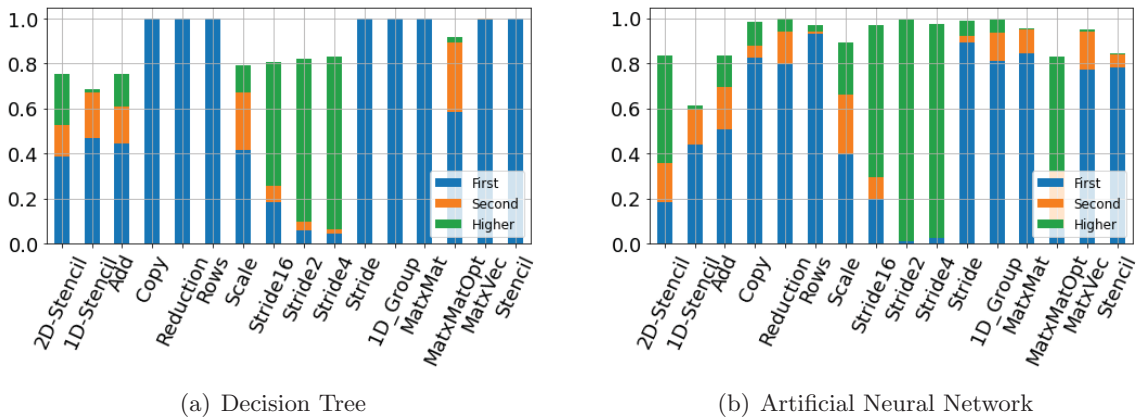 1.0
0.8
0.6
0.4
0.2
0.0
First
Second
Higher
2D-Stencil
1D-Stencil
Add
Copy
Reduction
Rows
Scale
Stride16
Stride2
Stride4
Stride
1D_Group
MatxMat
MatxMatOpt
MatxVec
Stencil
(a) Decision Tree
1.0
0.8
0.6
0.4
0.2
0.0
First
Second
Higher
2D-Stencil
1D-Stencil
Add
Copy
Reduction
Rows
Scale
Stride16
Stride2
Stride4
Stride
1D_Group
MatxMat
MatxMatOpt
MatxVec
Stencil
(b) Artificial Neural Network